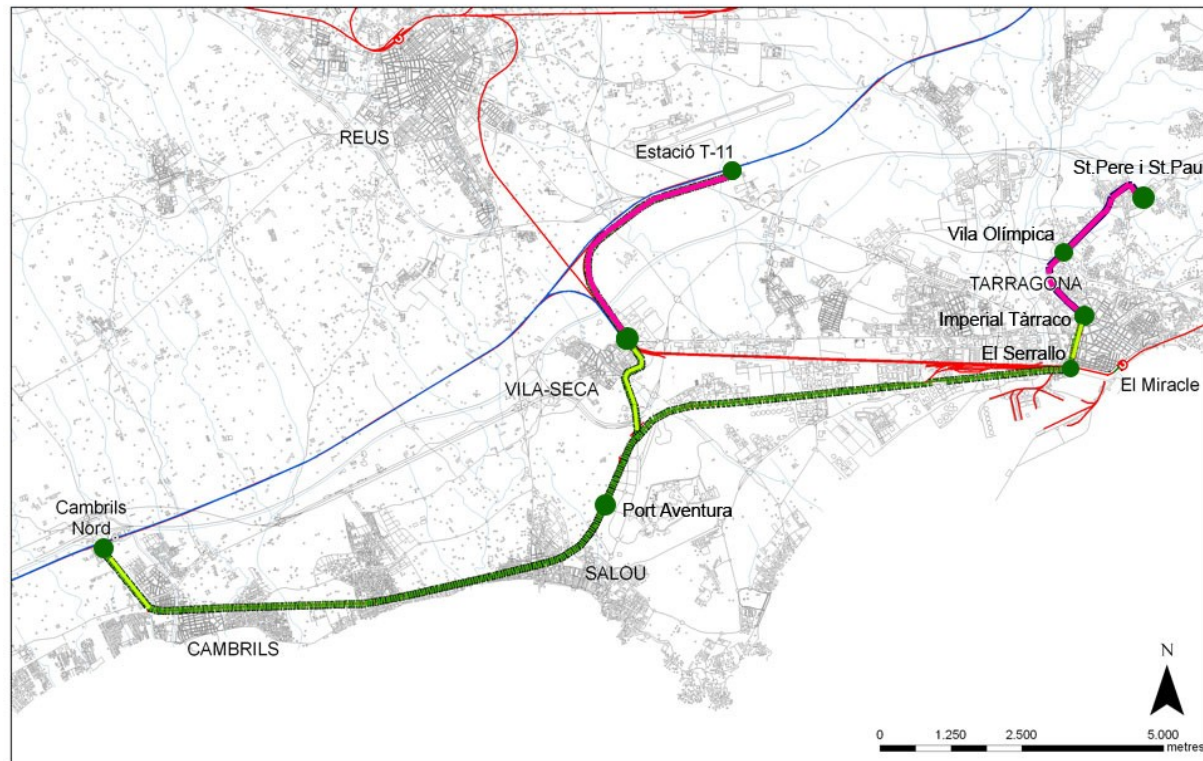 REUS
Estació T-11
St.Pere i St.Pau
Vila Olímpica
TARRAGONA
Imperial Tàrraco
El Serrallo
El Miracle
VILA-SECA
Cambrils
Nord
Port Aventura
SALOU
CAMBRILS
N
0 1.250 2.500 5.000
metres